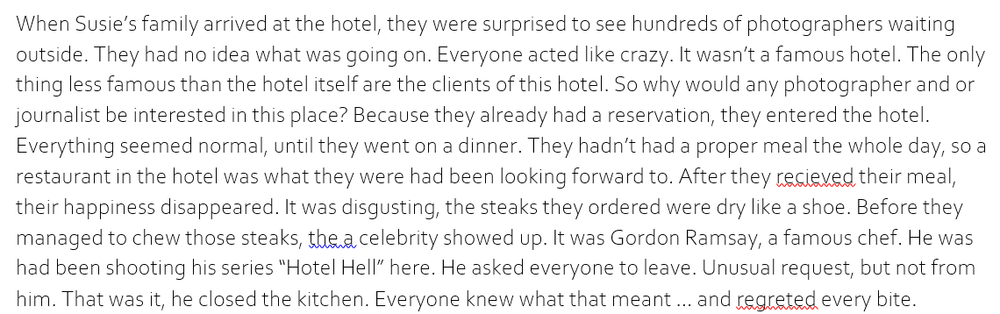 When Susie’s family arrived at the hotel, they were surprised to see hundreds of photographers waiting
outside. They had no idea what was going on. Everyone acted like crazy. It wasn’t a famous hotel. The only
thing less famous than the hotel itself are the clients of this hotel. So why would any photographer and or
journalist be interested in this place? Because they already had a reservation, they entered the hotel.
Everything seemed normal, until they went on a dinner. They hadn’t had a proper meal the whole day, so a
restaurant in the hotel was what they were had been looking forward to. After they recieved their meal,
their happiness disappeared. It was disgusting, the steaks they ordered were dry like a shoe. Before they
managed to chew those steaks, the a celebrity showed up. It was Gordon Ramsay, a famous chef. He was
had been shooting his series “Hotel Hell” here. He asked everyone to leave. Unusual request, but not from
him. That was it, he closed the kitchen. Everyone knew what that meant ... and regreted every bite.